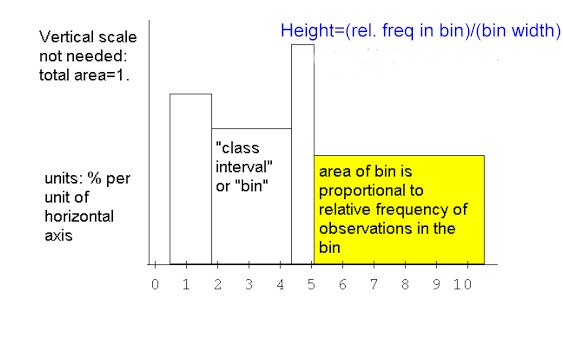 Height=(rel. freq in bin)/(bin width)
Vertical scale
not needed:
total area=1.
"class
interval"
or "bin"
area of bin is
proportional to
relative frequency of
observations in the
bin
units: % per
unit of
horizontal
axis
0 1 2 3 4 5 6 7 8 9 10